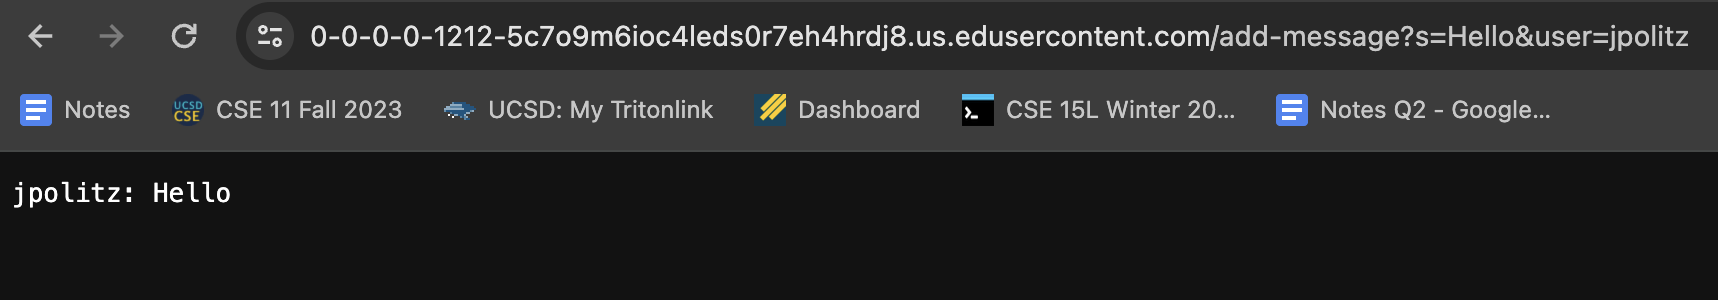 0-0-0-0-1212-5c7o9m6ioc4leds0r7eh4hrdj8.us.edusercontent.com/add-message?s=Hello&user=jpolitz
Notes UCSD CSE CSE 11 Fall 2023 UCSD: My Tritonlink Dashboard CSE 15L Winter 20... Notes Q2 - Google...
jpolitz: Hello